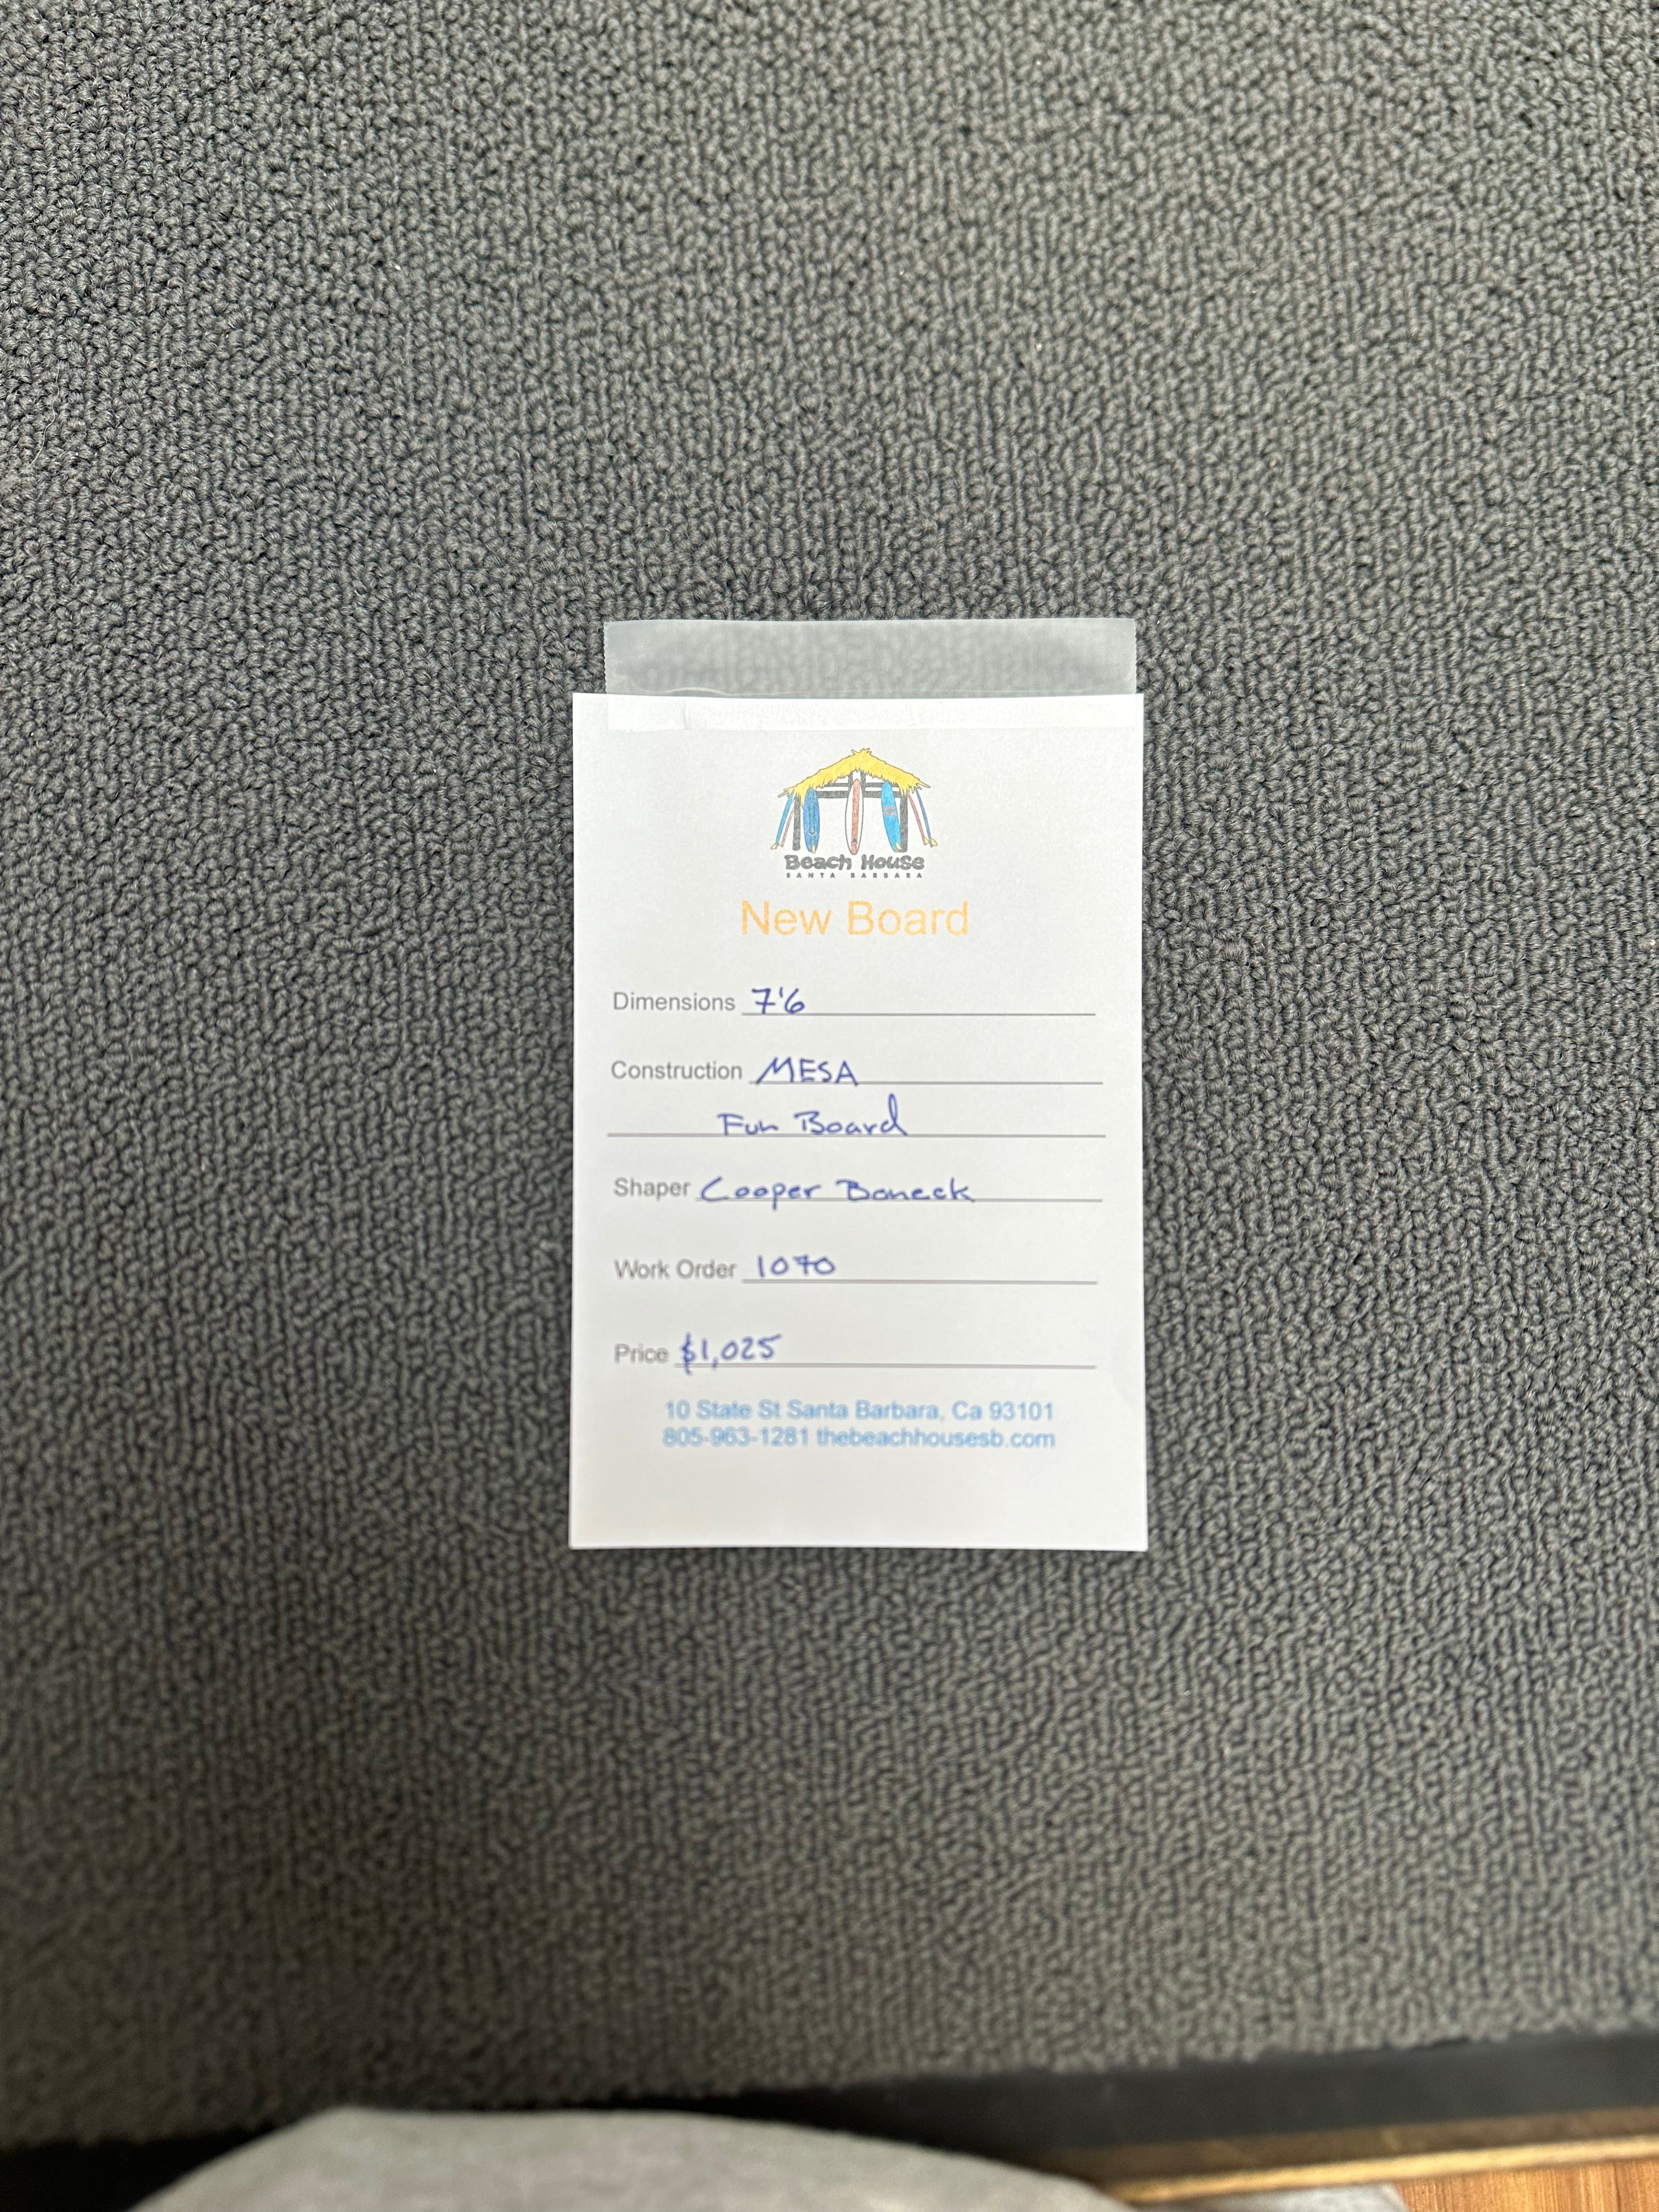 Beach House
SANTA BARBARA
New Board
Dimensions 7'6
Construction MESA
Fun Board
Shaper Cooper Boneck
Work Order 1070
Price $1,025
10 State St Santa Barbara, Ca 93101
805-963-1281 thebeachhousesb.com